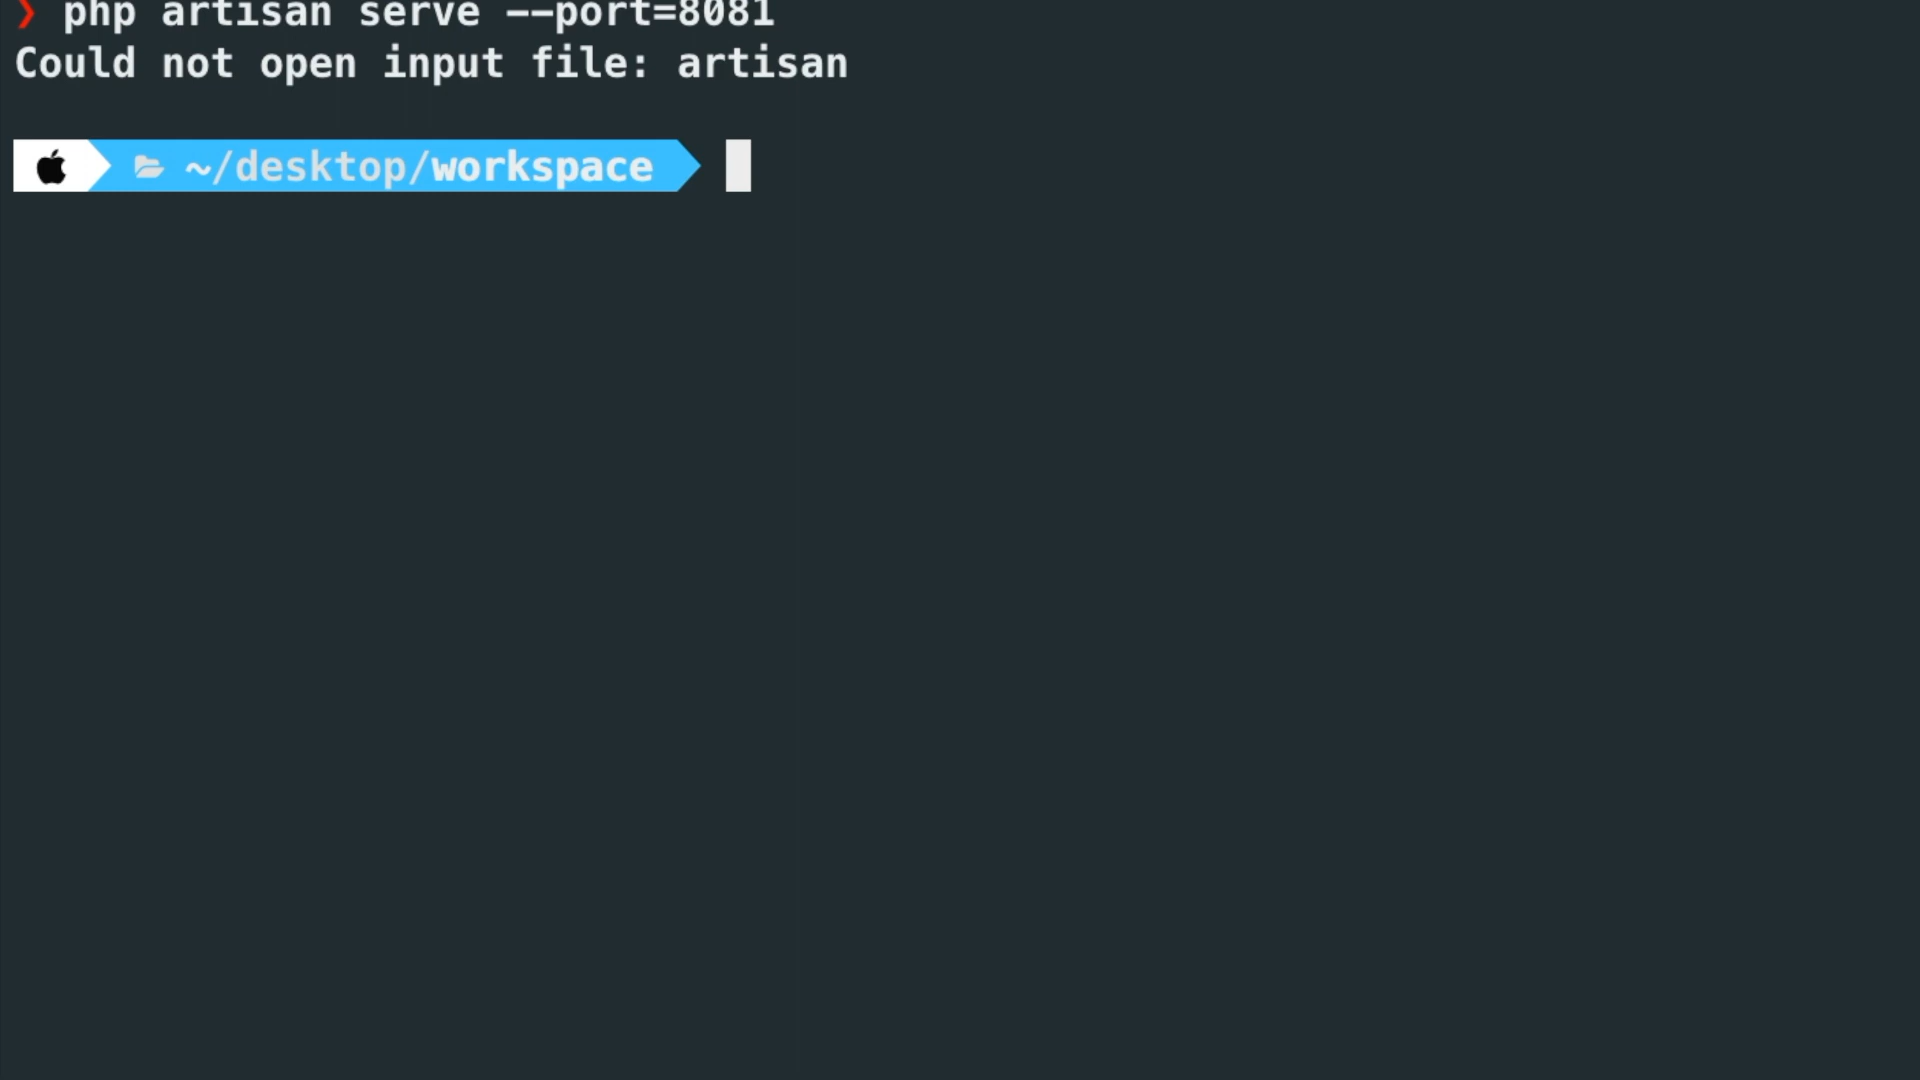 ❯ php artisan serve --port=8081
Could not open input file: artisan
~/desktop/workspace